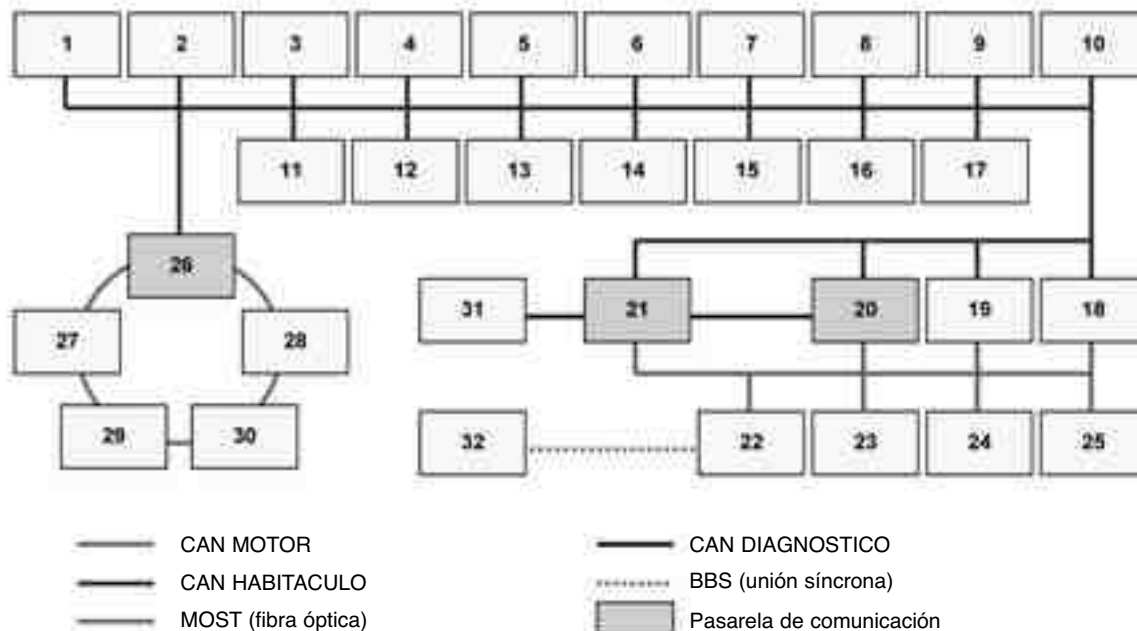 1 2 3 4 5 6 7 8 9 10
11 12 13 14 15 16 17
26
31 21 20 19 18
27 28
29 30
32 22 23 24 25
CAN MOTOR
CAN DIAGNOSTICO
CAN HABITACULO
BBS (unión síncrona)
MOST (fibra óptica)
Pasarela de comunicación